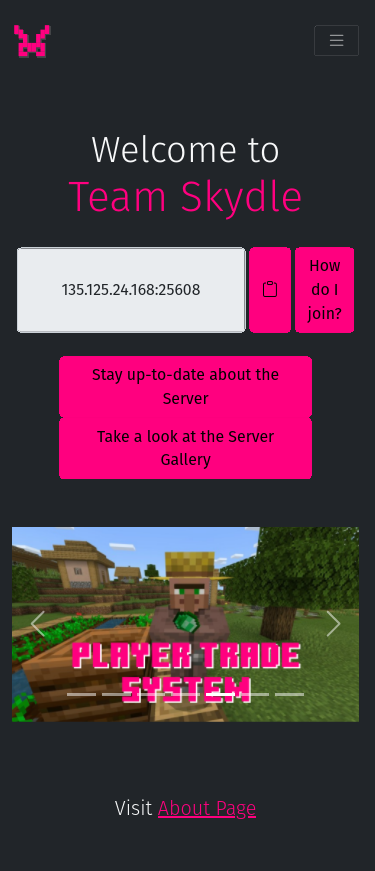 Welcome to
Team Skydle
135.125.24.168:25608
How
do I
join?
Stay up-to-date about the
Server
Take a look at the Server
Gallery
PLAYER TRADE
SYSTEM
Visit About Page